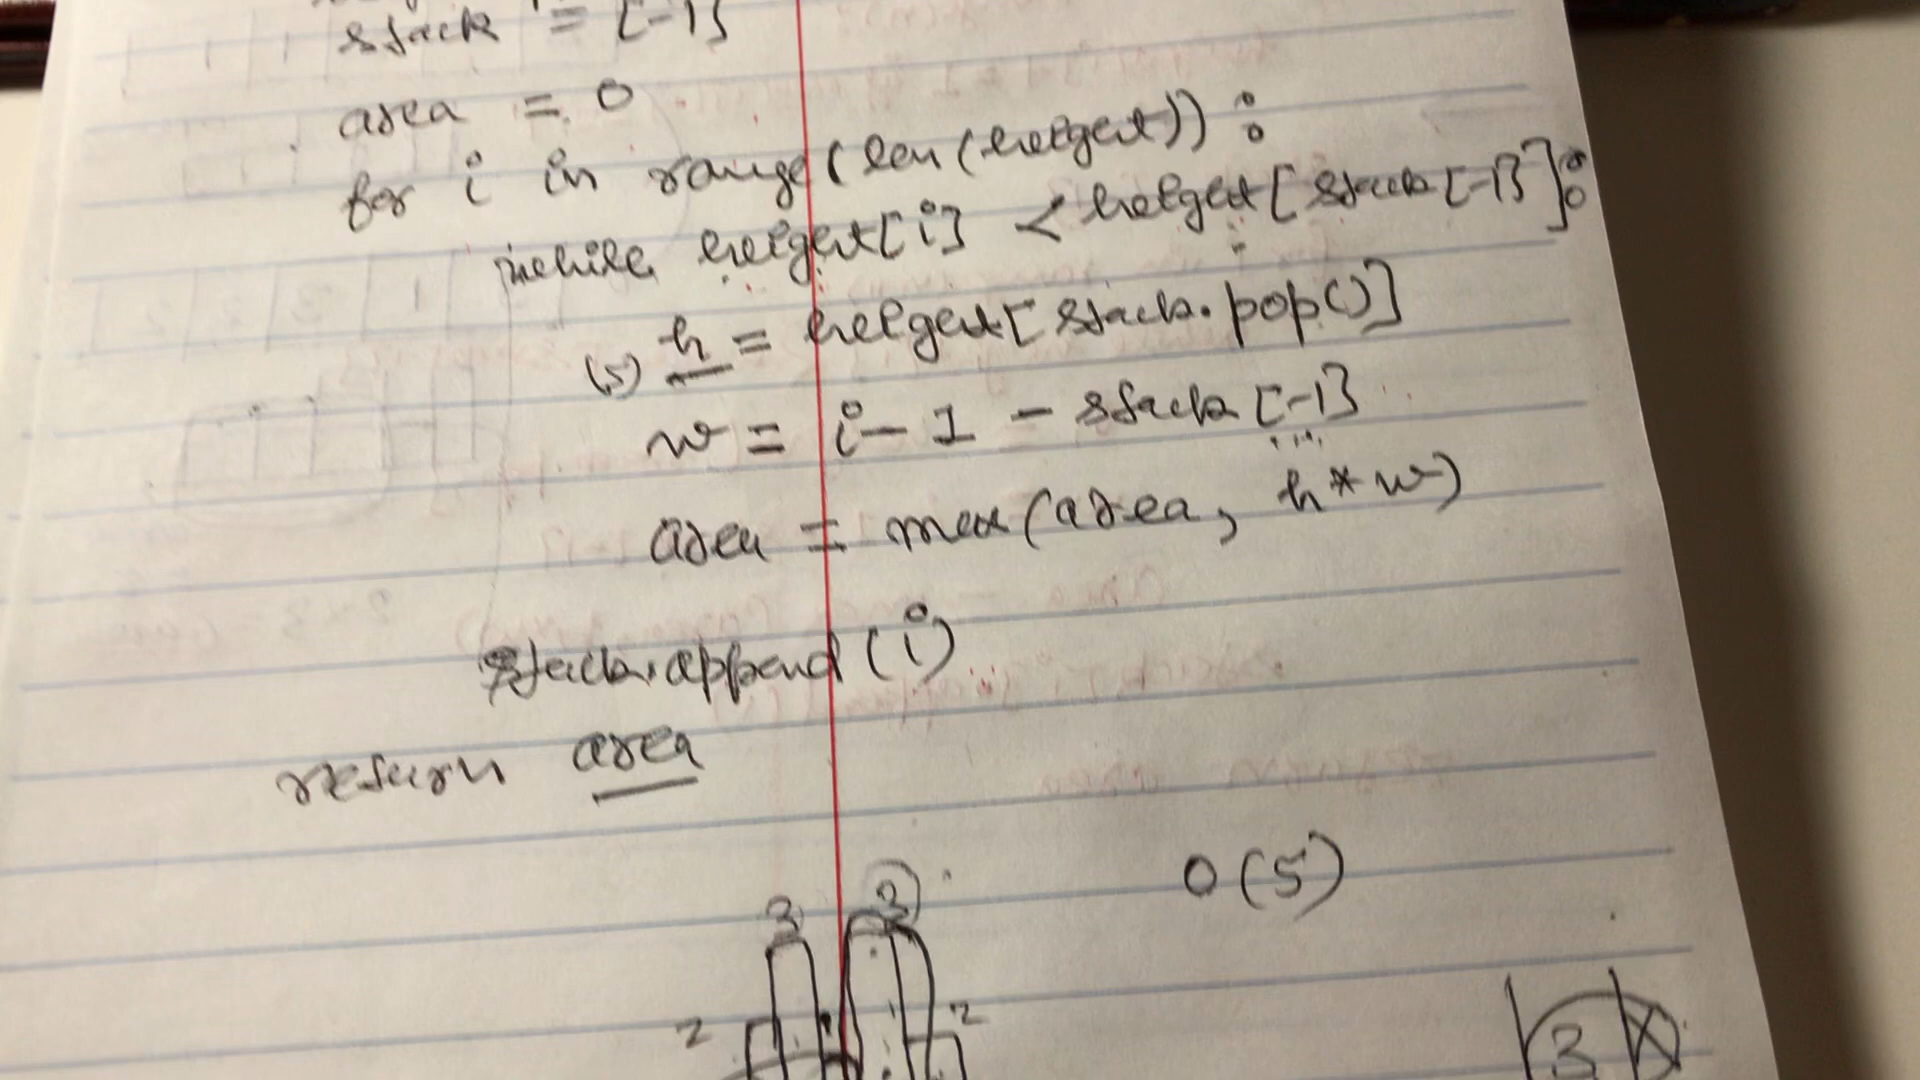 stack = [-1]
area = 0
for i in range(len(height)):
while height[i] < height[stack[-1]]:
(5) h = height[stack.pop()]
w = i - 1 - stack[-1]
area = max(area, h*w)
stack.append(i)
return area
O(5)
3 3
2 2
3